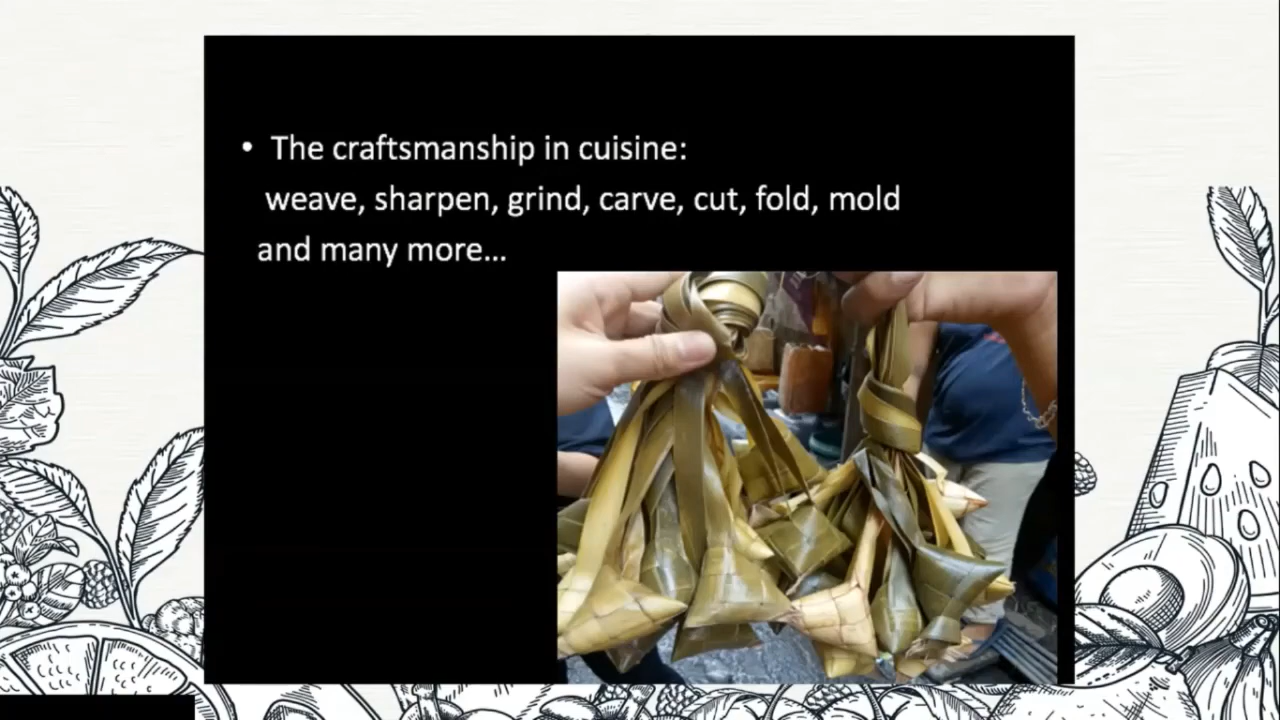 • The craftsmanship in cuisine:
weave, sharpen, grind, carve, cut, fold, mold
and many more...